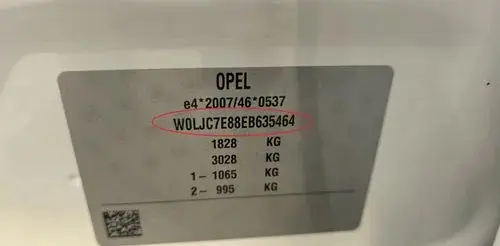 OPEL
e4*2007/46*0537
W0LJC7E88EB635464
1828 KG
3028 KG
1- 1065 KG
2- 995 KG